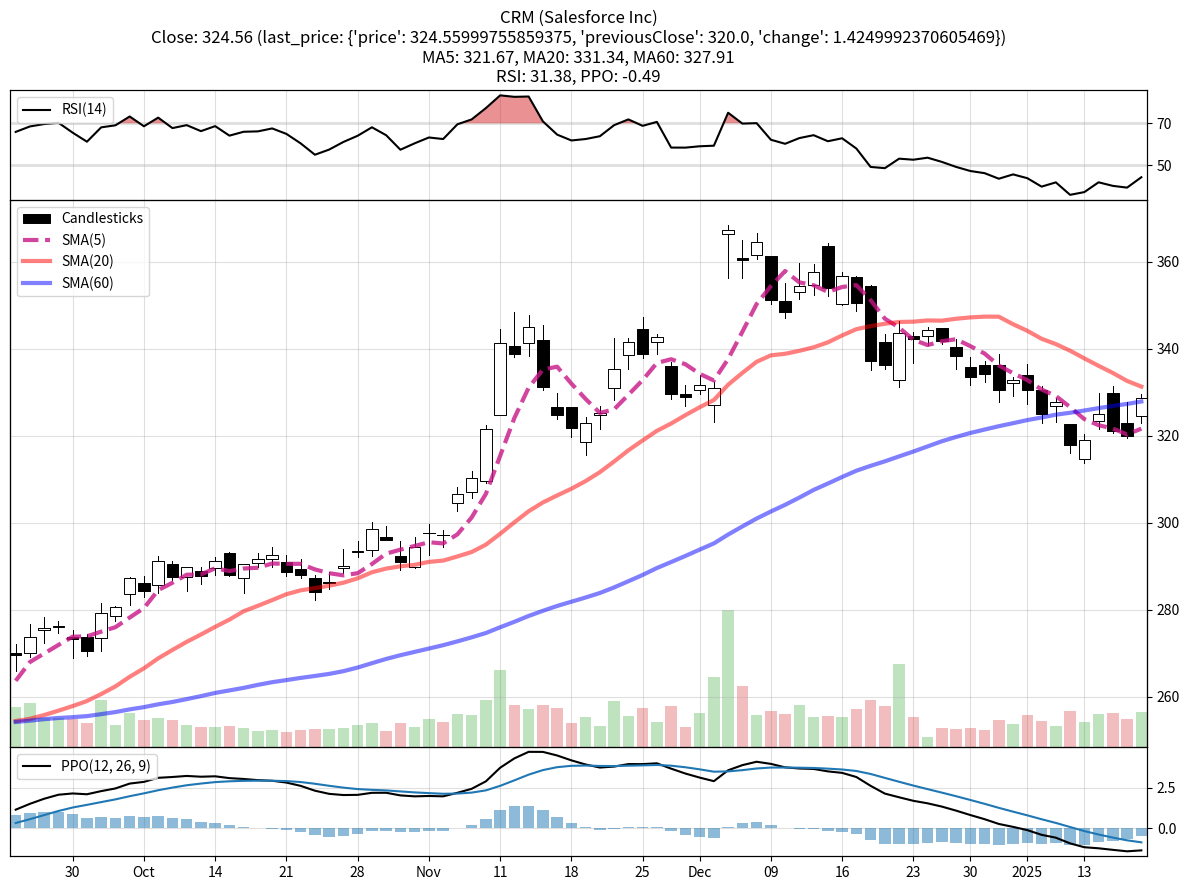 CRM (Salesforce Inc)
Close: 324.56 (last_price: {'price': 324.55999755859375, 'previousClose': 320.0, 'change': 1.4249992370605469})
MA5: 321.67, MA20: 331.34, MA60: 327.91
RSI: 31.38, PPO: -0.49
RSI(14)
70
50
Candlesticks
SMA(5)
SMA(20)
SMA(60)
360
340
320
300
280
260
PPO(12, 26, 9)
2.5
0.0
30 Oct 14 21 28 Nov 11 18 25 Dec 09 16 23 30 2025 13